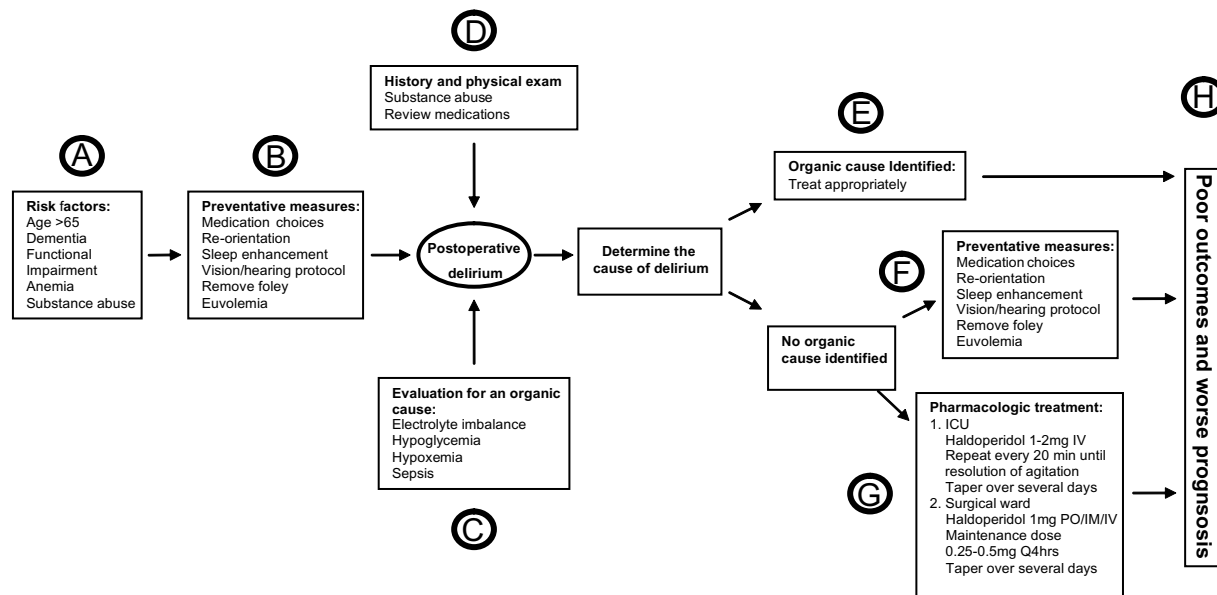 D
History and physical exam
Substance abuse
Review medications
A
Risk factors:
Age >65
Dementia
Functional
Impairment
Anemia
Substance abuse
B
Preventative measures:
Medication choices
Re-orientation
Sleep enhancement
Vision/hearing protocol
Remove foley
Euvolemia
Postoperative
delirium
Evaluation for an organic
cause:
Electrolyte imbalance
Hypoglycemia
Hypoxemia
Sepsis
C
Determine the
cause of delirium
E
Organic cause Identified:
Treat appropriately
No organic
cause identified
F
Preventative measures:
Medication choices
Re-orientation
Sleep enhancement
Vision/hearing protocol
Remove foley
Euvolemia
G
Pharmacologic treatment:
1. ICU
Haldoperidol 1-2mg IV
Repeat every 20 min until
resolution of agitation
Taper over several days
2. Surgical ward
Haldoperidol 1mg PO/IM/IV
Maintenance dose
0.25-0.5mg Q4hrs
Taper over several days
H
Poor outcomes and worse prognsosis